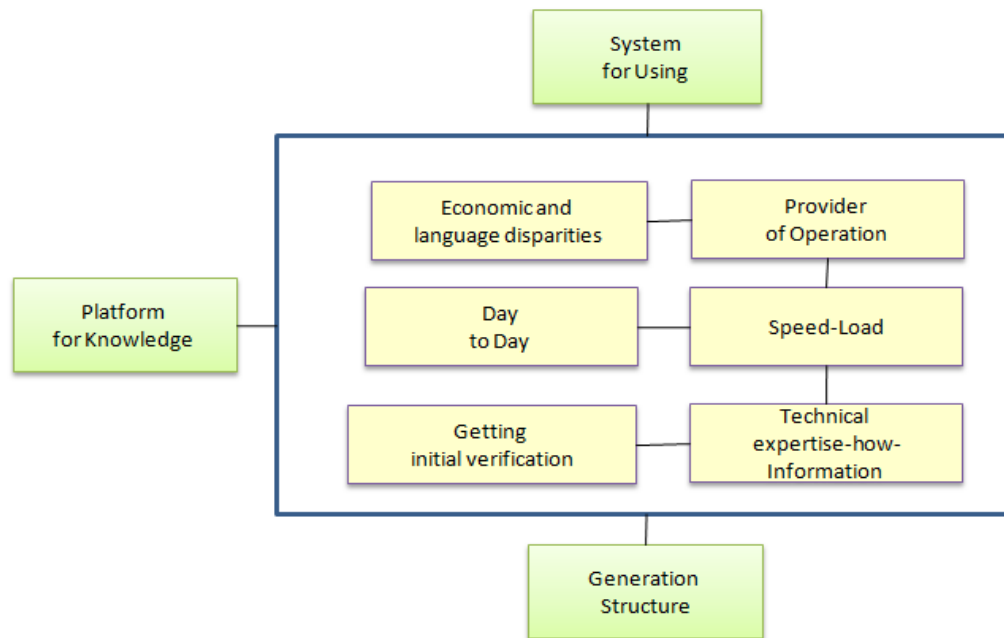 System
for Using
Economic and
language disparities
Provider
of Operation
Platform
for Knowledge
Day
to Day
Speed-Load
Getting
initial verification
Technical
expertise-how-
Information
Generation
Structure